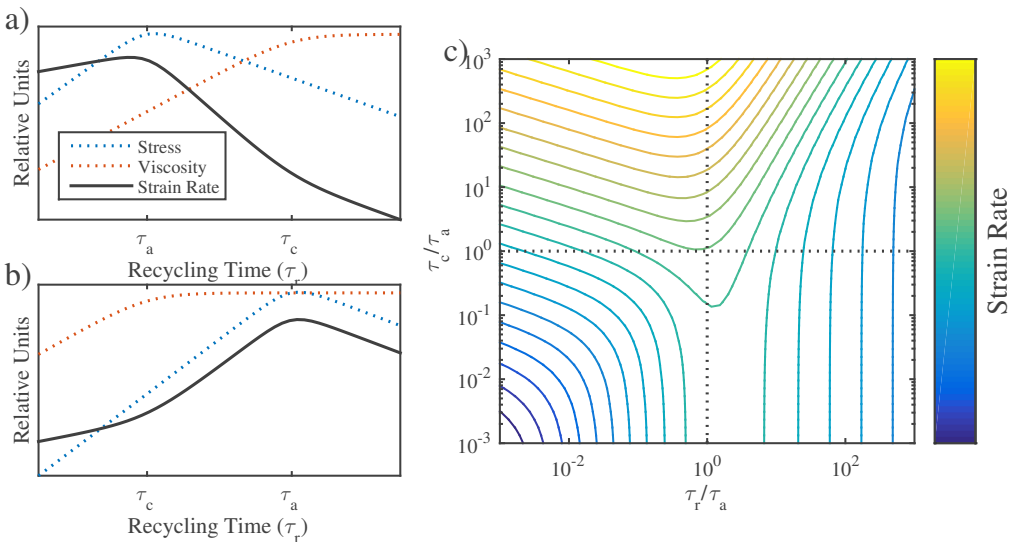 a)
Relative Units
Stress
Viscosity
Strain Rate
τa
τc
Recycling Time (τr)
b)
Relative Units
τc
τa
Recycling Time (τr)
c)
τc/τa
10^3
10^2
10^1
10^0
10^-1
10^-2
10^-3
10^-2
10^0
10^2
τr/τa
Strain Rate